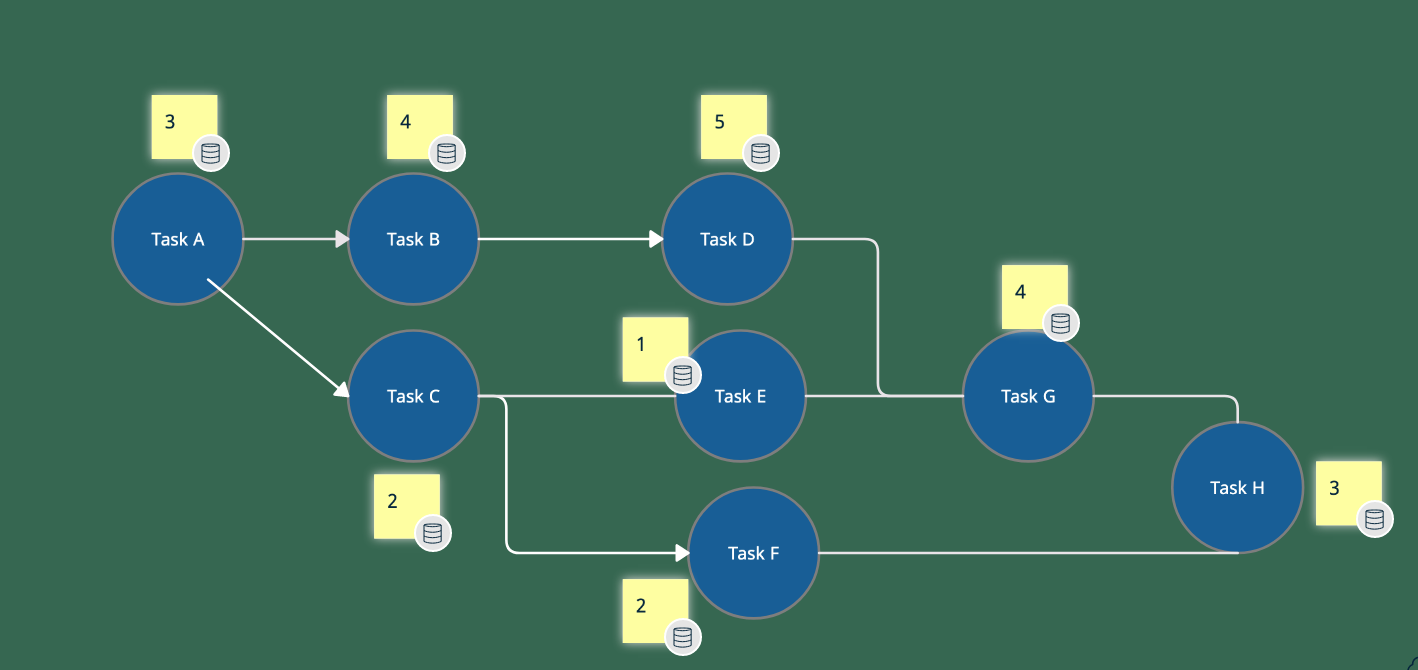 3
4
5
Task A
Task B
Task D
4
1
Task C
Task E
Task G
2
Task H
3
Task F
2